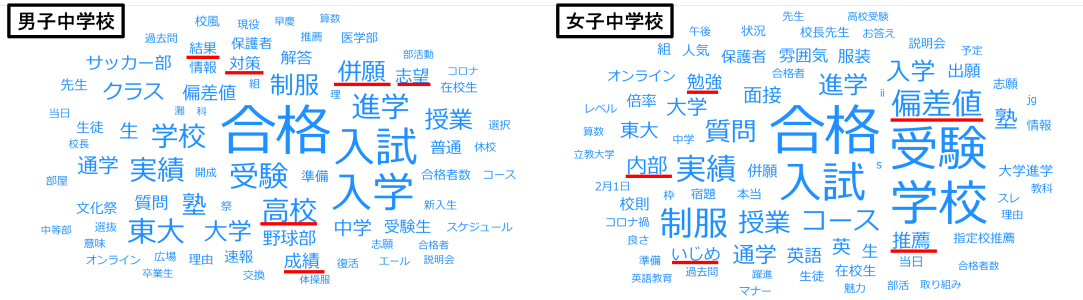 男子中学校
校風 現役 早慶 算数
過去問 結果 保護者 推薦 医学部
サッカー部 情報 対策 解答 部活動
先生 クラス 偏差値 組 制服 併願 志望 コロナ
理 在校生
当日 灘 科 合格 進学 授業 選択
生徒 生 学校 入試 普通 休校
校長
通学 実績 開成 受験 準備 入学 合格者数 コース
部屋
文化祭 質問 塾 祭 高校 新入生
中等部 選抜 東大 大学 野球部 中学 受験生 スケジュール
意味 志願 合格者
オンライン 広場 理由 速報 成績 復活 エール 説明会
卒業生 交換 体操服
女子中学校
先生 高校受験
午後 状況 校長先生 お答え
組 人気 保護者 雰囲気 服装 説明会 予定
オンライン 勉強 合格者 進学 入学 出願
志願
レベル 倍率 大学 面接 ii 偏差値 jg
算数 東大 中学 質問 合格 受験 塾 情報
立教大学 内部 実績 併願 入試 s 大学進学
2月1日 枠 宿題 本当 学校 教科
校則 スレ
コロナ禍 制服 授業 コース 理由
良さ 推薦 指定校推薦
準備 いじめ 通学 英語 英 生 当日
英語教育 過去問 躍進 生徒 在校生 合格者数
マナー 魅力 部活 取り組み